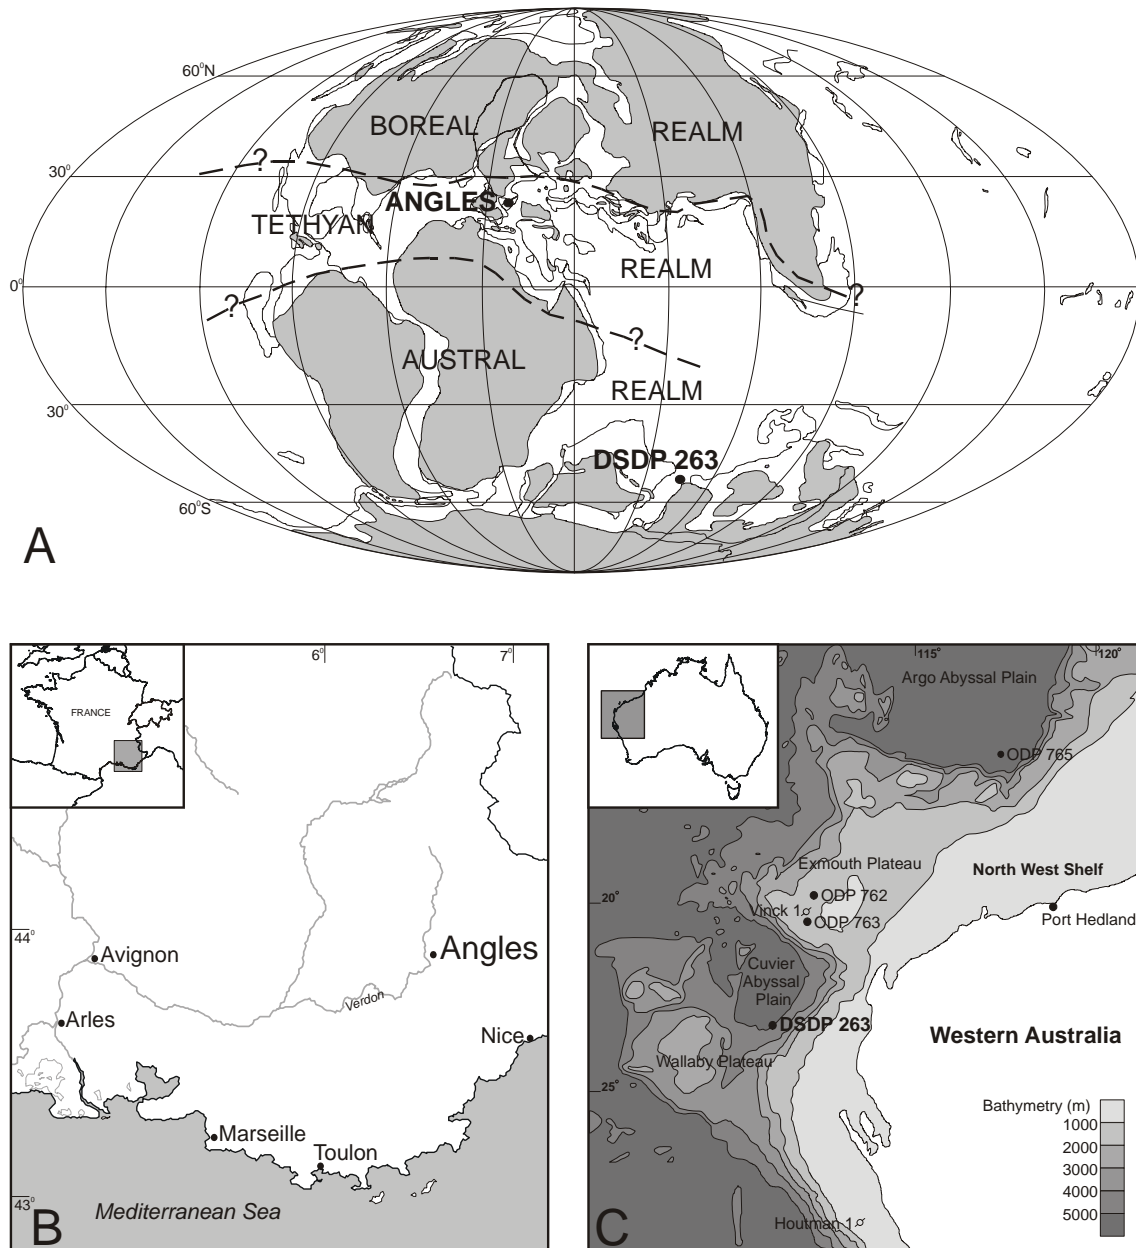 60°N
BOREAL
REALM
?
30°
ANGLES
TETHYAN
REALM
0°
?
?
?
AUSTRAL
REALM
30°
DSDP 263
60°S
A
6°
7°
FRANCE
44°
Avignon
Angles
Verdon
Arles
Nice
Marseille
Toulon
43°
Mediterranean Sea
B
115°
120°
Argo Abyssal Plain
ODP 765
Exmouth Plateau
North West Shelf
20°
ODP 762
Vinck 1
ODP 763
Port Hedland
Cuvier
Abyssal
Plain
DSDP 263
Western Australia
Wallaby Plateau
25°
Bathymetry (m)
1000
2000
3000
4000
5000
Houtman 1
C